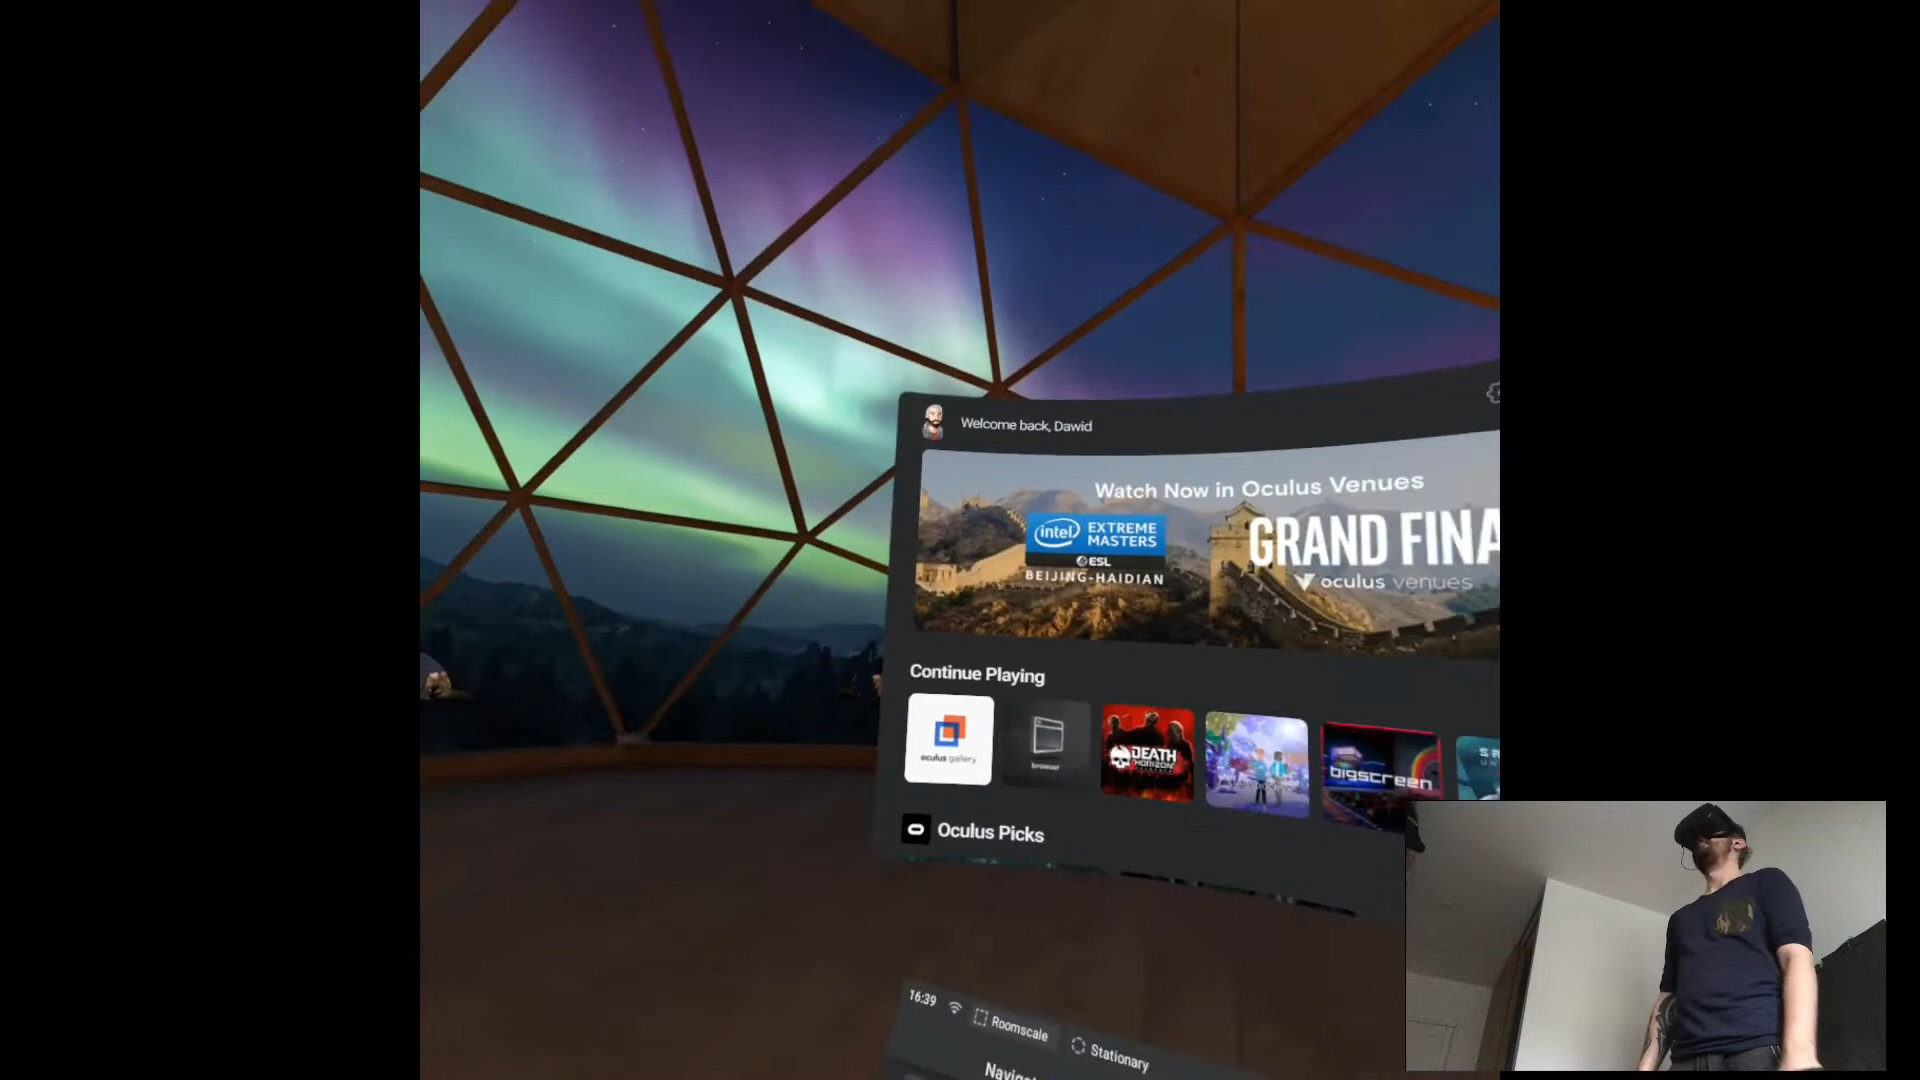 Welcome back, Dawid
Watch Now in Oculus Venues
intel EXTREME MASTERS
ESL
BEIJING-HAIDIAN
GRAND FINA
oculus venues
Continue Playing
oculus gallery
browser
DEATH HORIZON
bigscreen
Oculus Picks
16:39
Roomscale
Stationary
Naviga